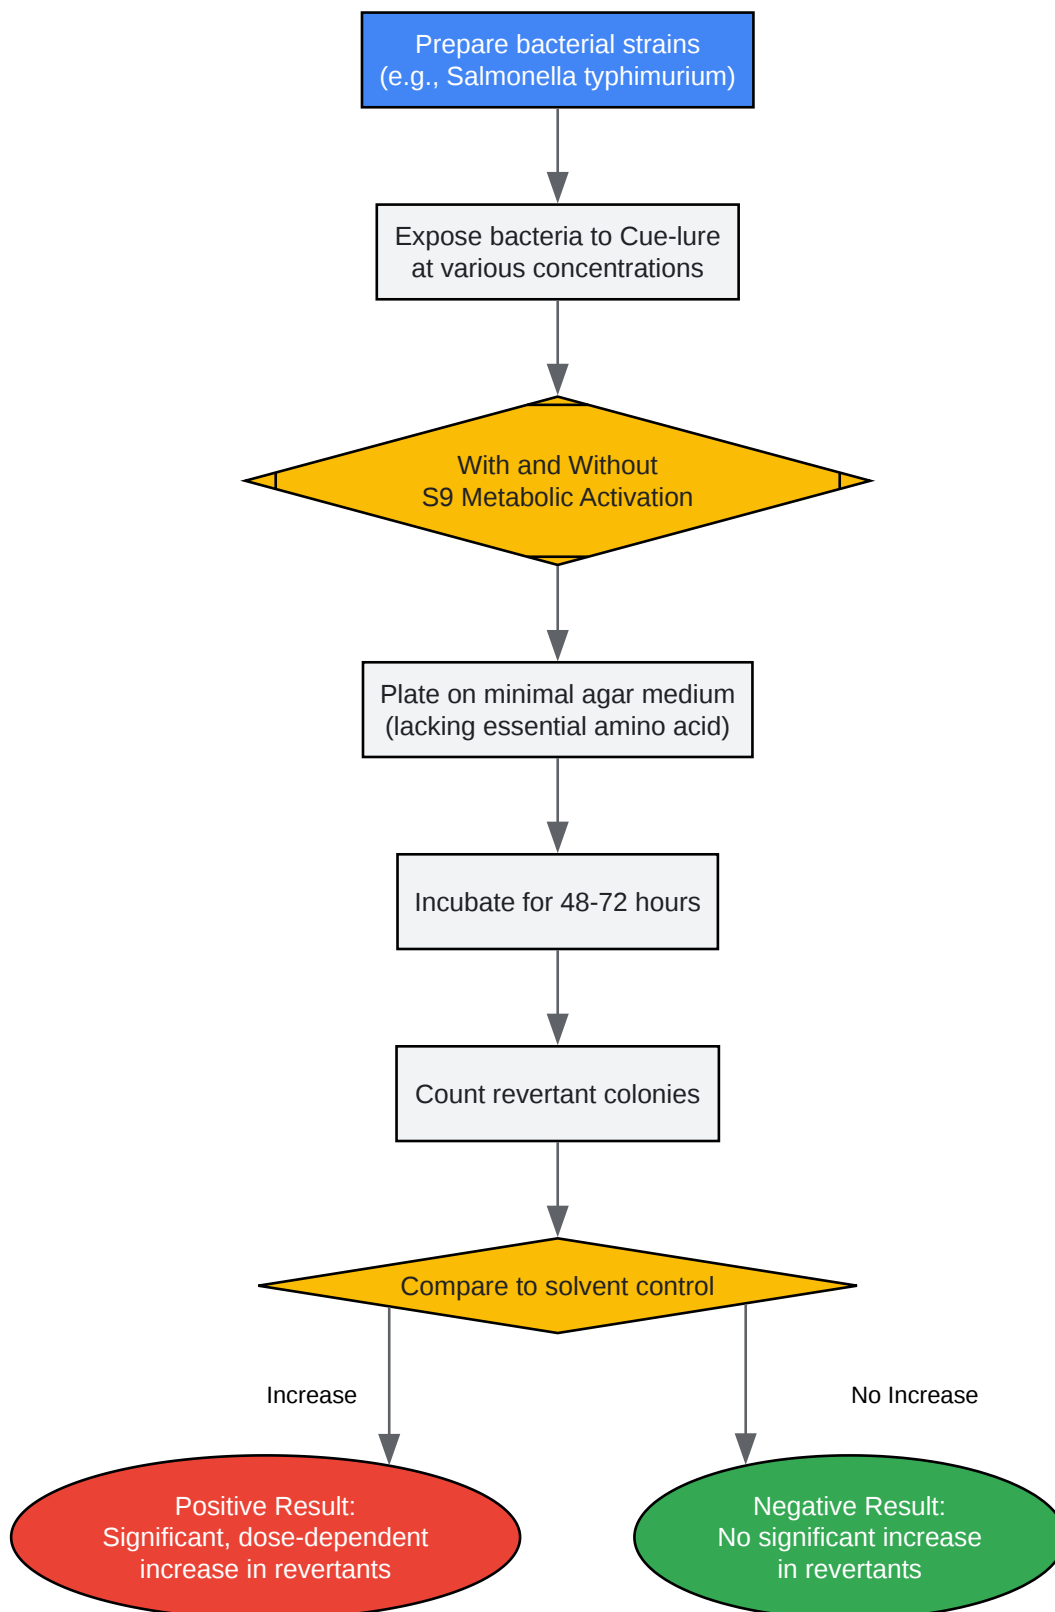 Prepare bacterial strains
(e.g., Salmonella typhimurium)
Expose bacteria to Cue-lure
at various concentrations
With and Without
S9 Metabolic Activation
Plate on minimal agar medium
(lacking essential amino acid)
Incubate for 48-72 hours
Count revertant colonies
Compare to solvent control
Increase
No Increase
Positive Result:
Significant, dose-dependent
increase in revertants
Negative Result:
No significant increase
in revertants